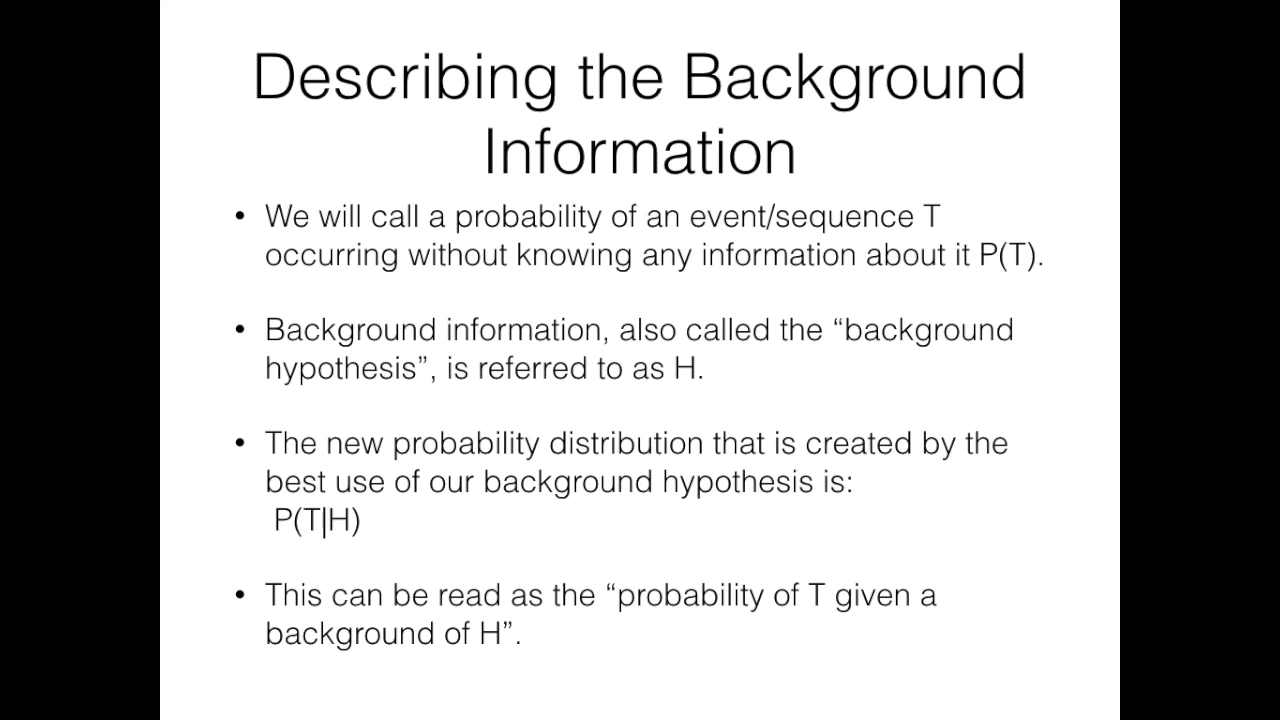 Describing the Background
Information
• We will call a probability of an event/sequence T
occurring without knowing any information about it P(T).
• Background information, also called the “background
hypothesis”, is referred to as H.
• The new probability distribution that is created by the
best use of our background hypothesis is:
P(T|H)
• This can be read as the “probability of T given a
background of H”.